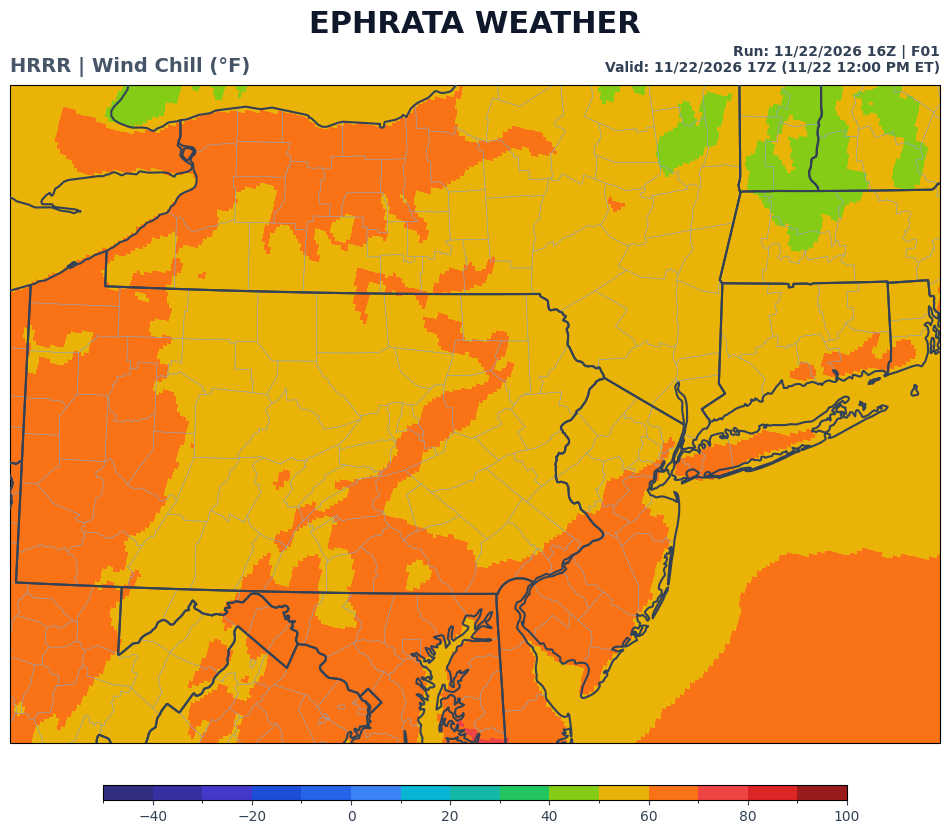 EPHRATA WEATHER
Run: 11/22/2026 16Z | F01
HRRR | Wind Chill (°F)
Valid: 11/22/2026 17Z (11/22 12:00 PM ET)
−40 −20 0 20 40 60 80 100